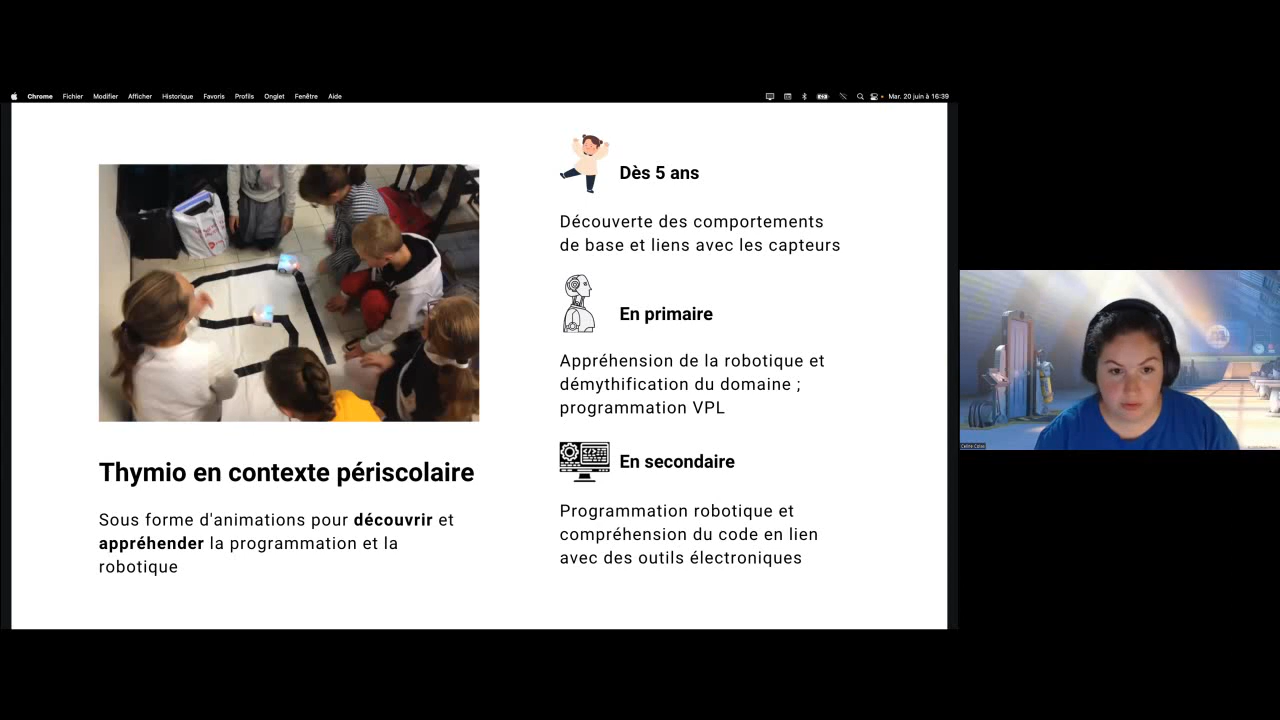 Chrome Fichier Modifier Afficher Historique Favoris Profils Onglet Fenêtre Aide
Mar. 20 juin à 16:39
Thymio en contexte périscolaire
Sous forme d'animations pour découvrir et
appréhender la programmation et la
robotique
Dès 5 ans
Découverte des comportements
de base et liens avec les capteurs
En primaire
Appréhension de la robotique et
démythification du domaine ;
programmation VPL
En secondaire
Programmation robotique et
compréhension du code en lien
avec des outils électroniques
Celine Colas